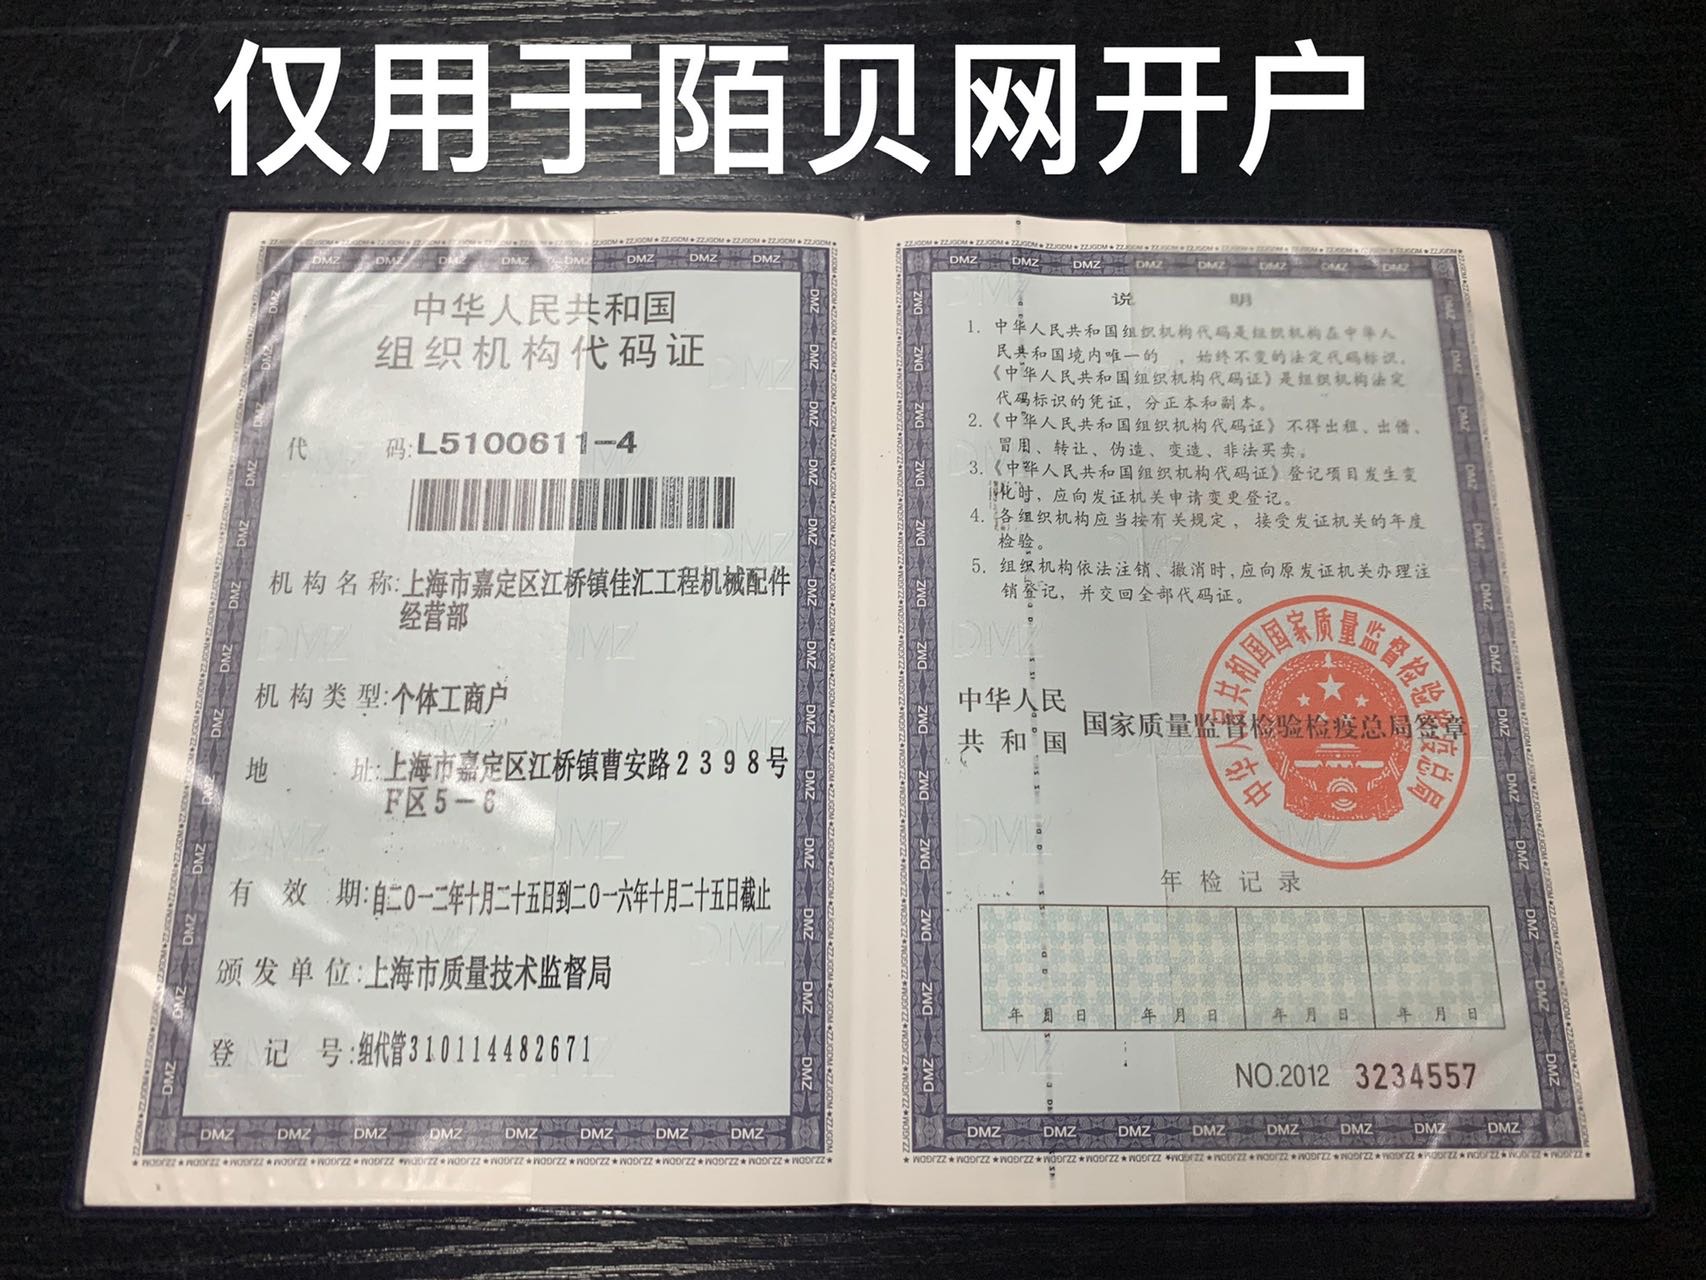 仅用于陌贝网开户
中华人民共和国
组织机构代码证
代 码:L5100611-4
机构名称:上海市嘉定区江桥镇佳汇工程机械配件
经营部
机构类型:个体工商户
地 址:上海市嘉定区江桥镇曹安路2398号
F区5-6
有 效 期:自二〇一二年十月二十五日到二〇一六年十月二十五日截止
颁发单位:上海市质量技术监督局
登 记 号:组代管310114482671
说 明
1. 中华人民共和国组织机构代码是组织机构在中华人
民共和国境内唯一的 ,始终不变的法定代码标识,
《中华人民共和国组织机构代码证》是组织机构法定
代码标识的凭证,分正本和副本。
2.《中华人民共和国组织机构代码证》不得出租、出借、
冒用、转让、伪造、变造、非法买卖。
3.《中华人民共和国组织机构代码证》登记项目发生变
化时,应向发证机关申请变更登记。
4. 各组织机构应当按有关规定,接受发证机关的年度
检验。
5. 组织机构依法注销、撤消时,应向原发证机关办理注
销登记,并交回全部代码证。
中华人民
共和国 国家质量监督检验检疫总局签章
中华人民共和国国家质量监督检验检疫总局
年检记录
年 月 日 年 月 日 年 月 日 年 月 日
NO.2012 3234557